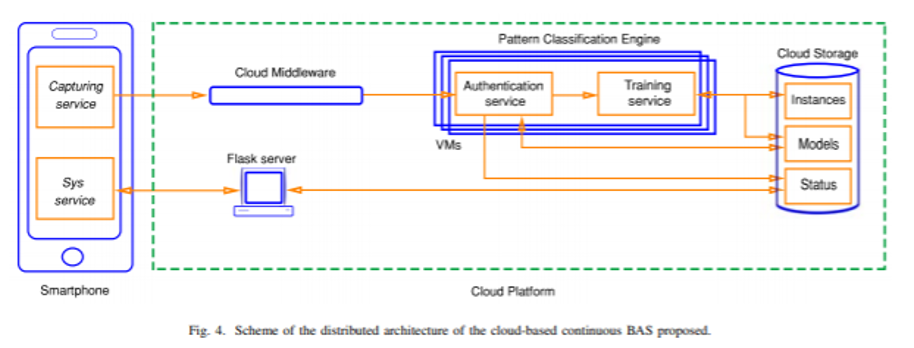 Pattern Classification Engine
Cloud Storage
Cloud Middleware
Capturing
service
Authentication
service
Training
service
Instances
Models
Status
VMs
Flask server
Sys
service
Smartphone
Cloud Platform
Fig. 4. Scheme of the distributed architecture of the cloud-based continuous BAS proposed.